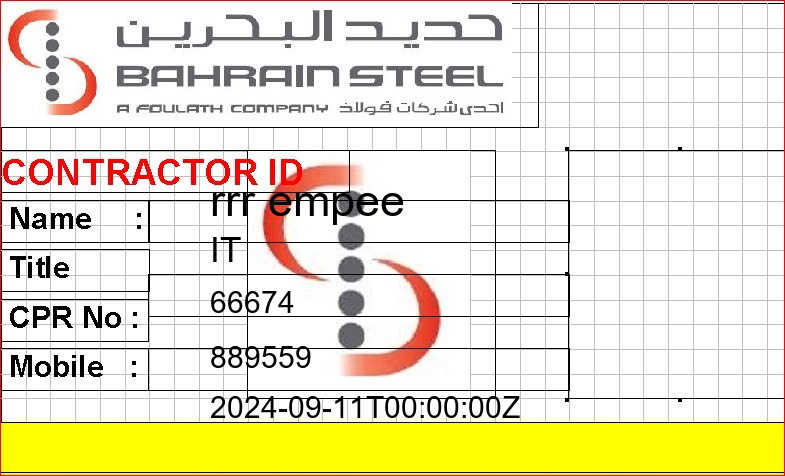 حديد البحرين
BAHRAIN STEEL
A FOULATH COMPANY احدى شركات فولاذ
CONTRACTOR ID
Name : rrr empee
Title IT
CPR No : 66674
Mobile : 889559
2024-09-11T00:00:00Z